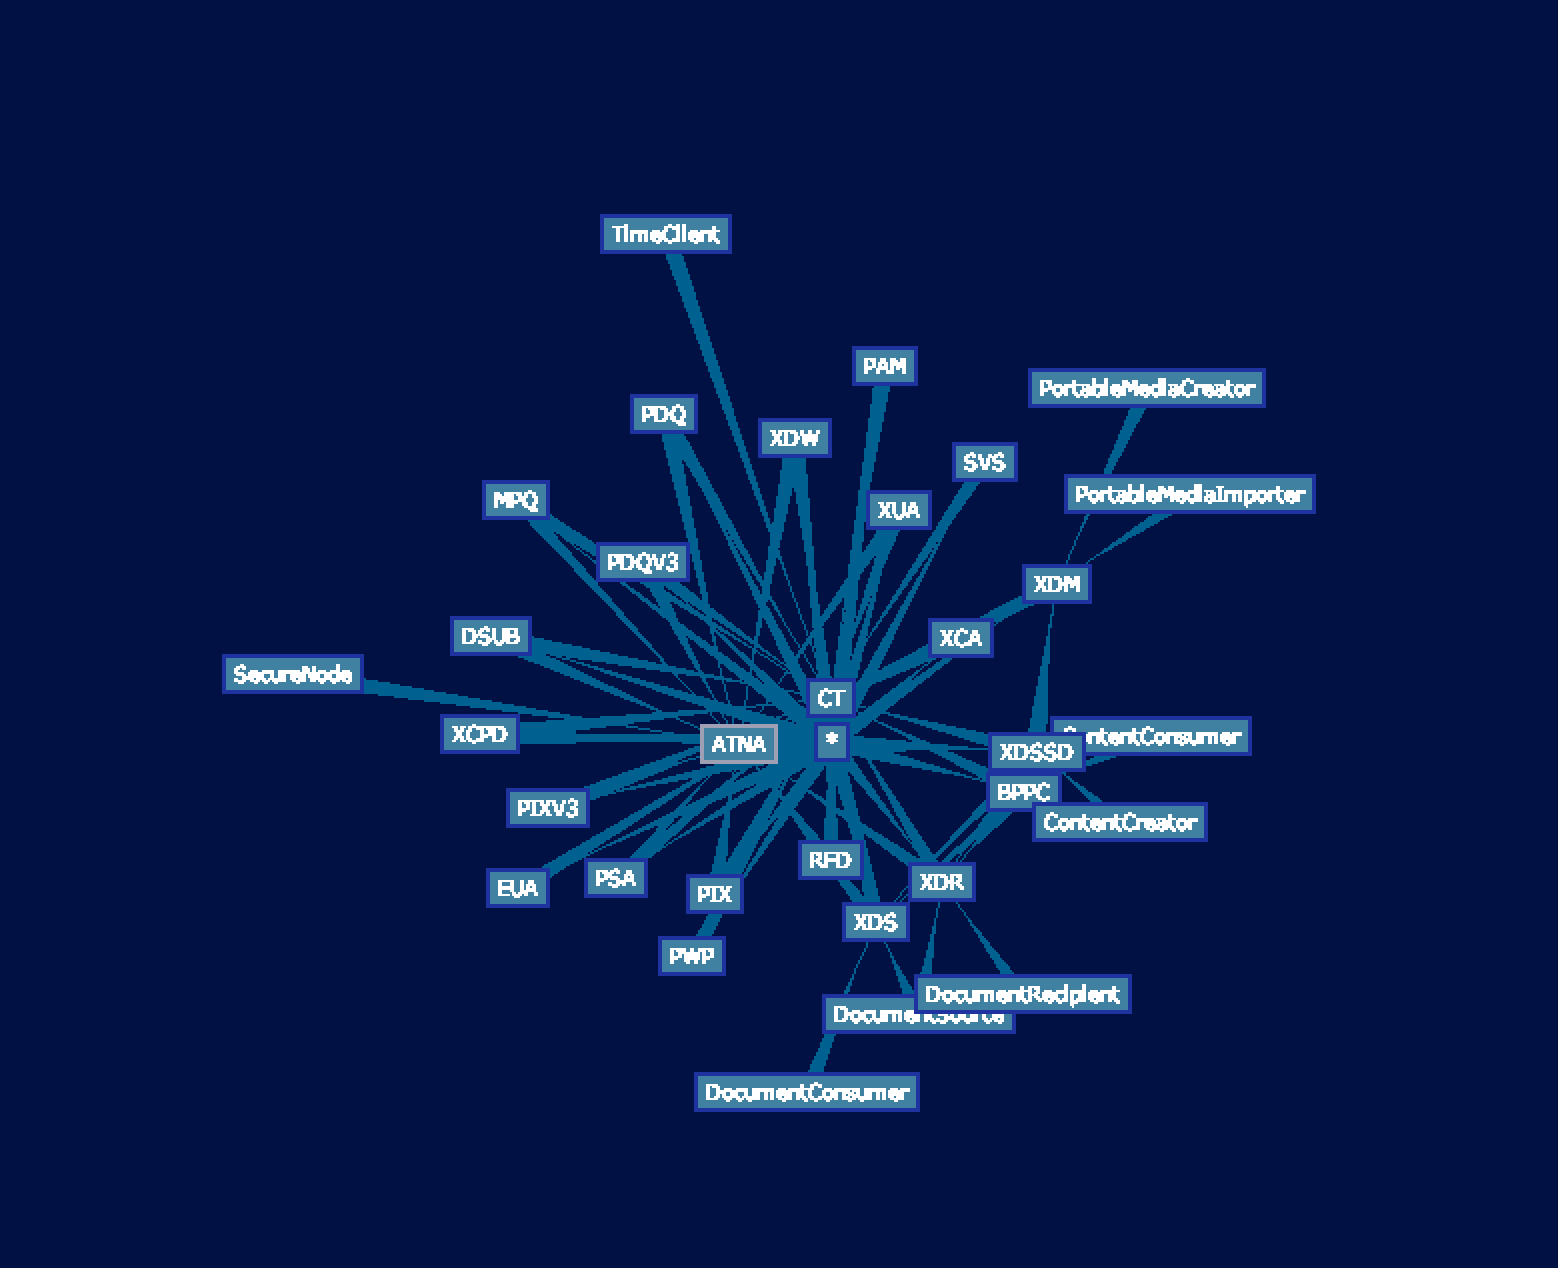 TimeClient
PAM
PortableMediaCreator
PDQ
XDW
SVS
PortableMediaImporter
MPQ
XUA
PDQV3
XDM
DSUB
XCA
SecureNode
CT
XCPD
ATNA
*
XDSSD
ntentConsumer
BPPC
PIXV3
ContentCreator
RFD
PSA
EUA
PIX
XDR
XDS
PWP
DocumentRecipient
DocumentSource
DocumentConsumer